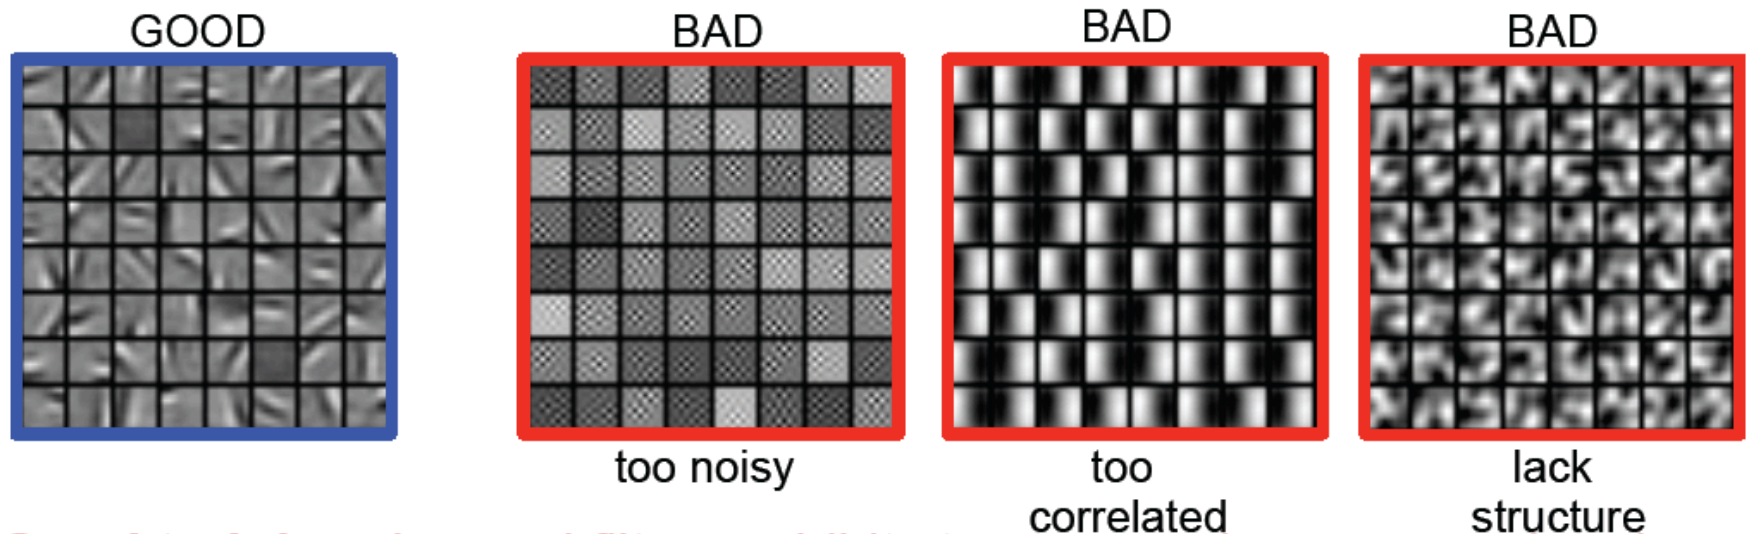 GOOD
BAD
BAD
BAD
too noisy
too
correlated
lack
structure